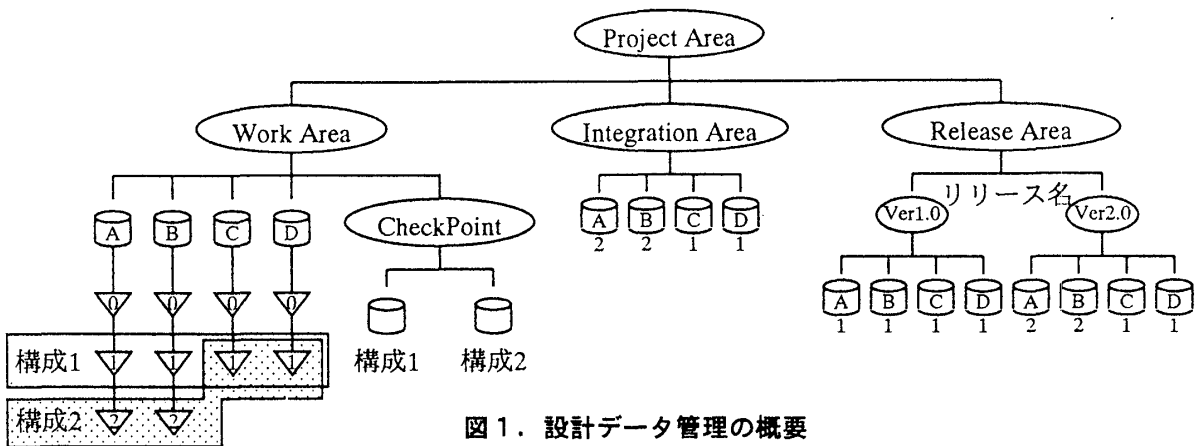 Project Area
Work Area
Integration Area
Release Area
リリース名
A B C D
CheckPoint
A B C D
2 2 1 1
Ver1.0
Ver2.0
0 0 0 0
A B C D A B C D
1 1 1 1 2 2 1 1
構成1 1 1 1 1
構成1 構成2
構成2 2 2
図1．設計データ管理の概要